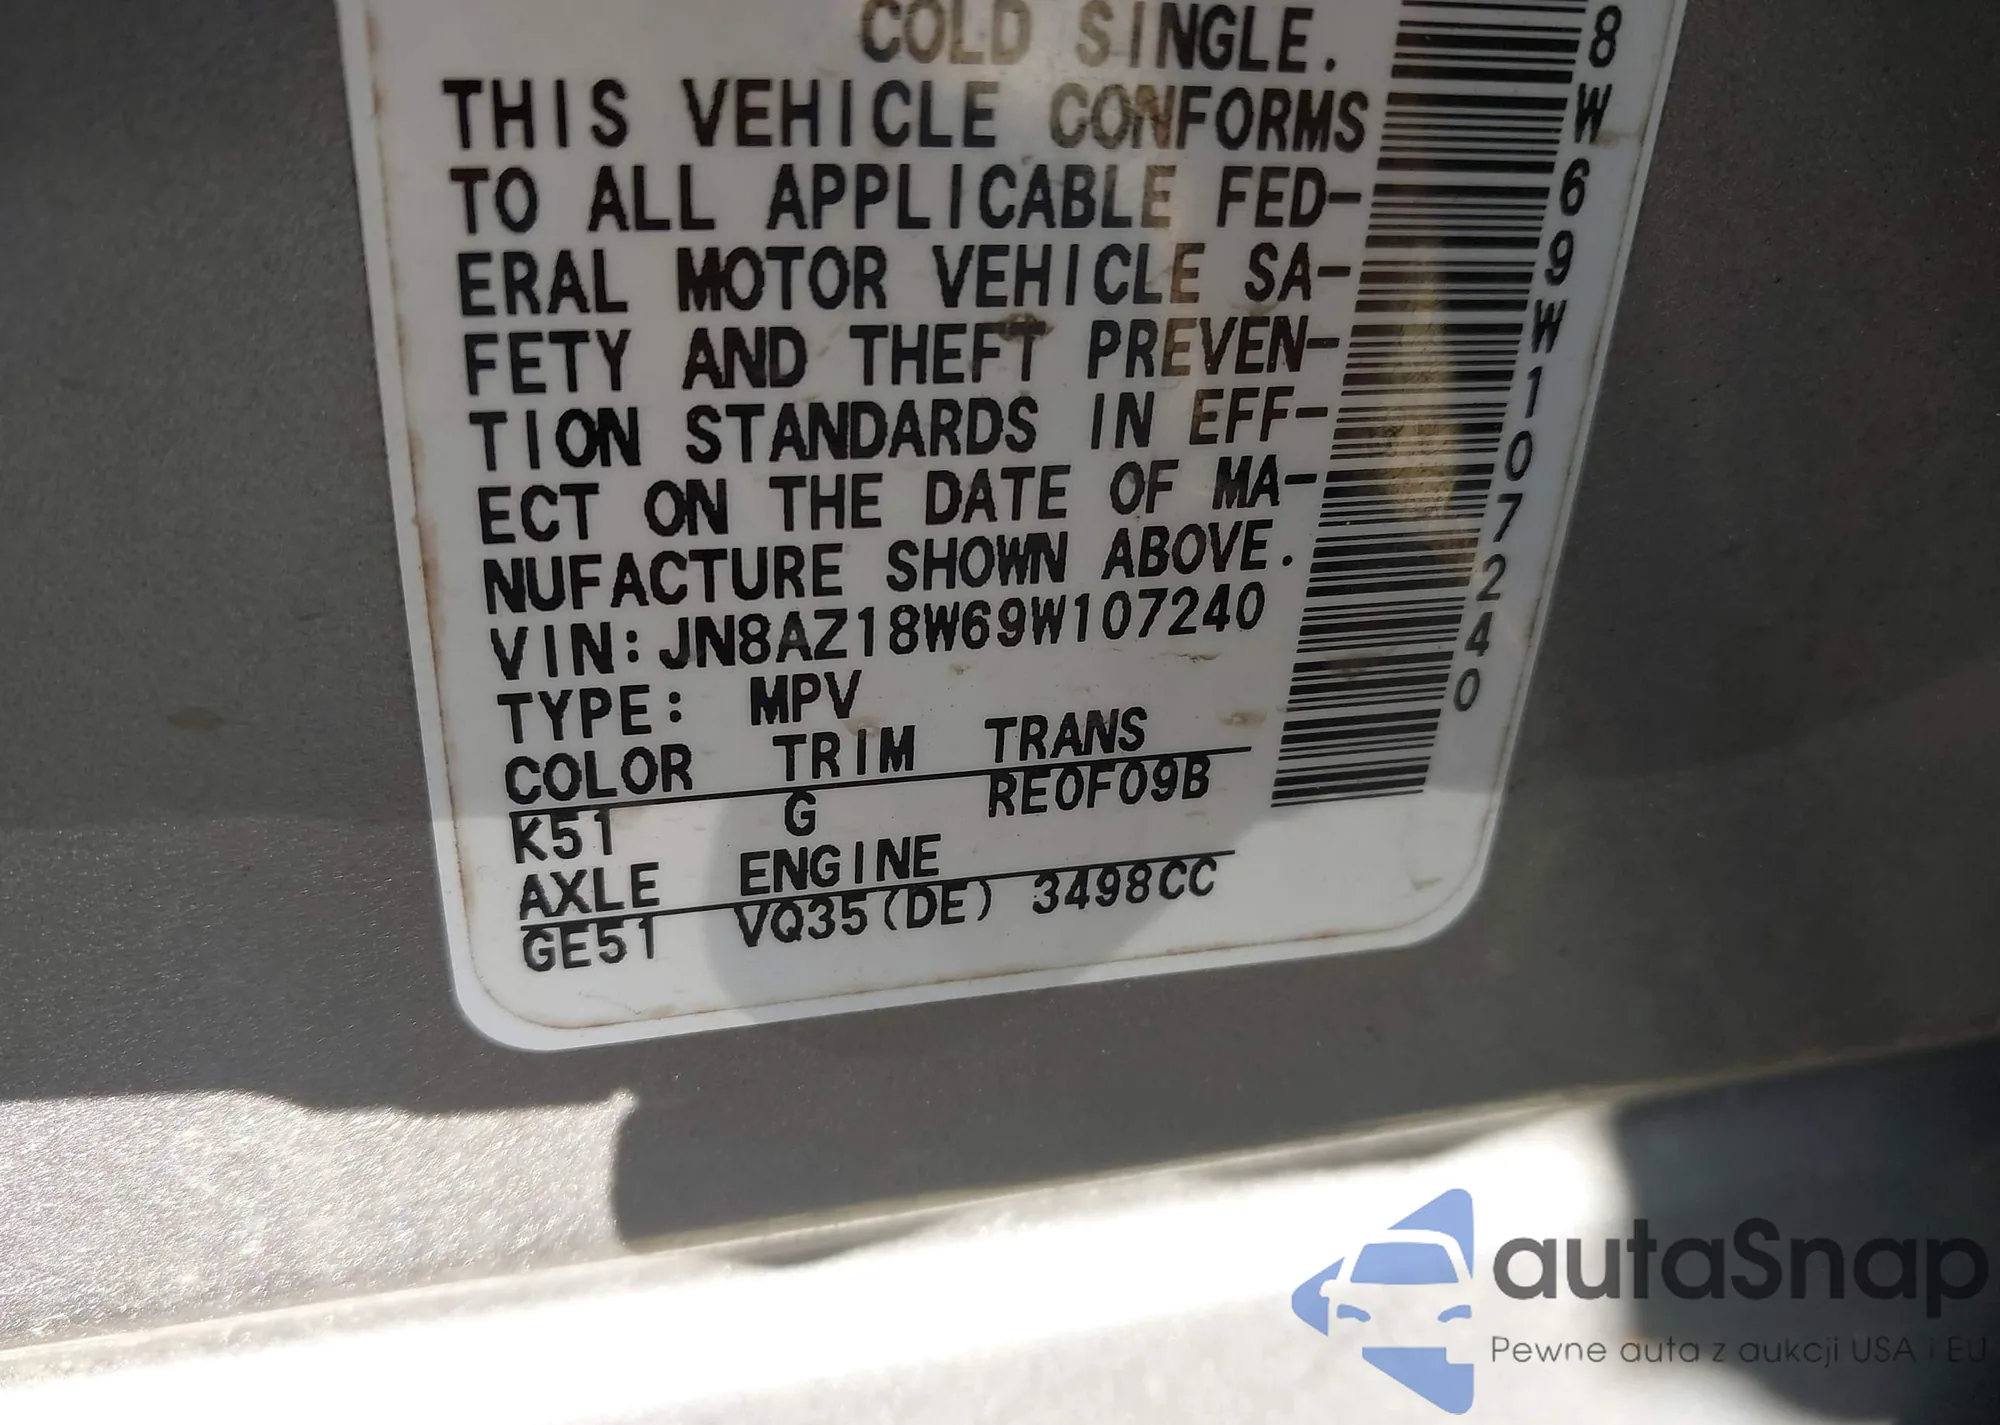 COLD SINGLE.
THIS VEHICLE CONFORMS
TO ALL APPLICABLE FED-
ERAL MOTOR VEHICLE SA-
FETY AND THEFT PREVEN-
TION STANDARDS IN EFF-
ECT ON THE DATE OF MA-
NUFACTURE SHOWN ABOVE.
VIN:JN8AZ18W69W107240
TYPE: MPV
COLOR TRIM TRANS
K51 G RE0F09B
AXLE ENGINE
GE51 VQ35(DE) 3498CC
8W69W107240
autaSnap
Pewne auta z aukcji USA i EU